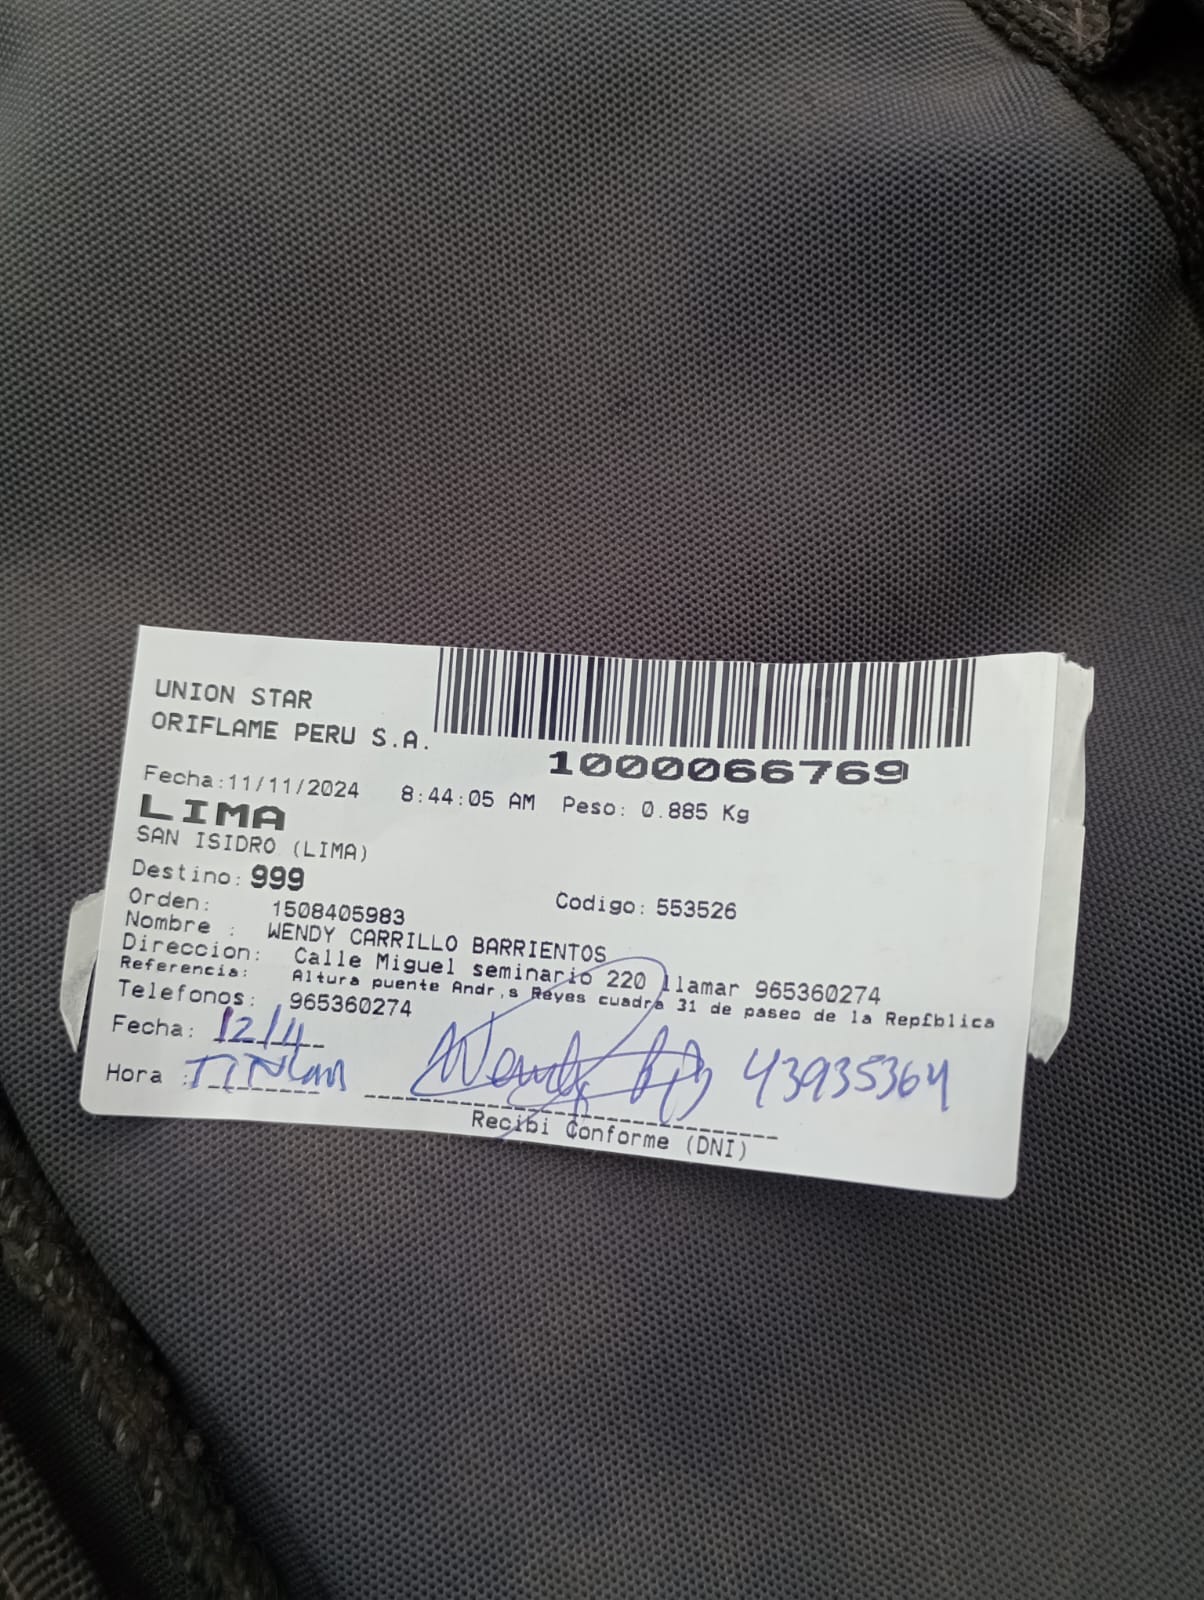 UNION STAR
ORIFLAME PERU S.A.
1000066769
Fecha:11/11/2024 8:44:05 AM Peso: 0.885 Kg
LIMA
SAN ISIDRO (LIMA)
Destino: 999
Orden: 1508405983 Codigo: 553526
Nombre : WENDY CARRILLO BARRIENTOS
Direccion: Calle Miguel seminario 220 llamar 965360274
Referencia: Altura puente Andr,s Reyes cuadra 31 de paseo de la Repfblica
Telefonos: 965360274
Fecha: 12/11
Hora : 43935364
Recibi Conforme (DNI)